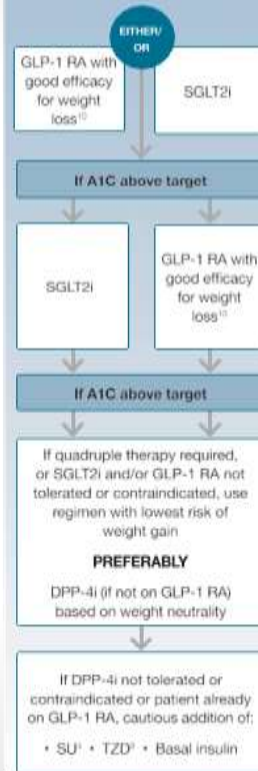 EITHER/
OR
GLP-1 RA with
good efficacy
for weight
loss¹⁰
SGLT2i
If A1C above target
SGLT2i
GLP-1 RA with
good efficacy
for weight
loss¹⁰
If A1C above target
If quadruple therapy required,
or SGLT2i and/or GLP-1 RA not
tolerated or contraindicated, use
regimen with lowest risk of
weight gain
PREFERABLY
DPP-4i (if not on GLP-1 RA)
based on weight neutrality
If DPP-4i not tolerated or
contraindicated or patient already
on GLP-1 RA, cautious addition of:
• SU • TZD • Basal insulin